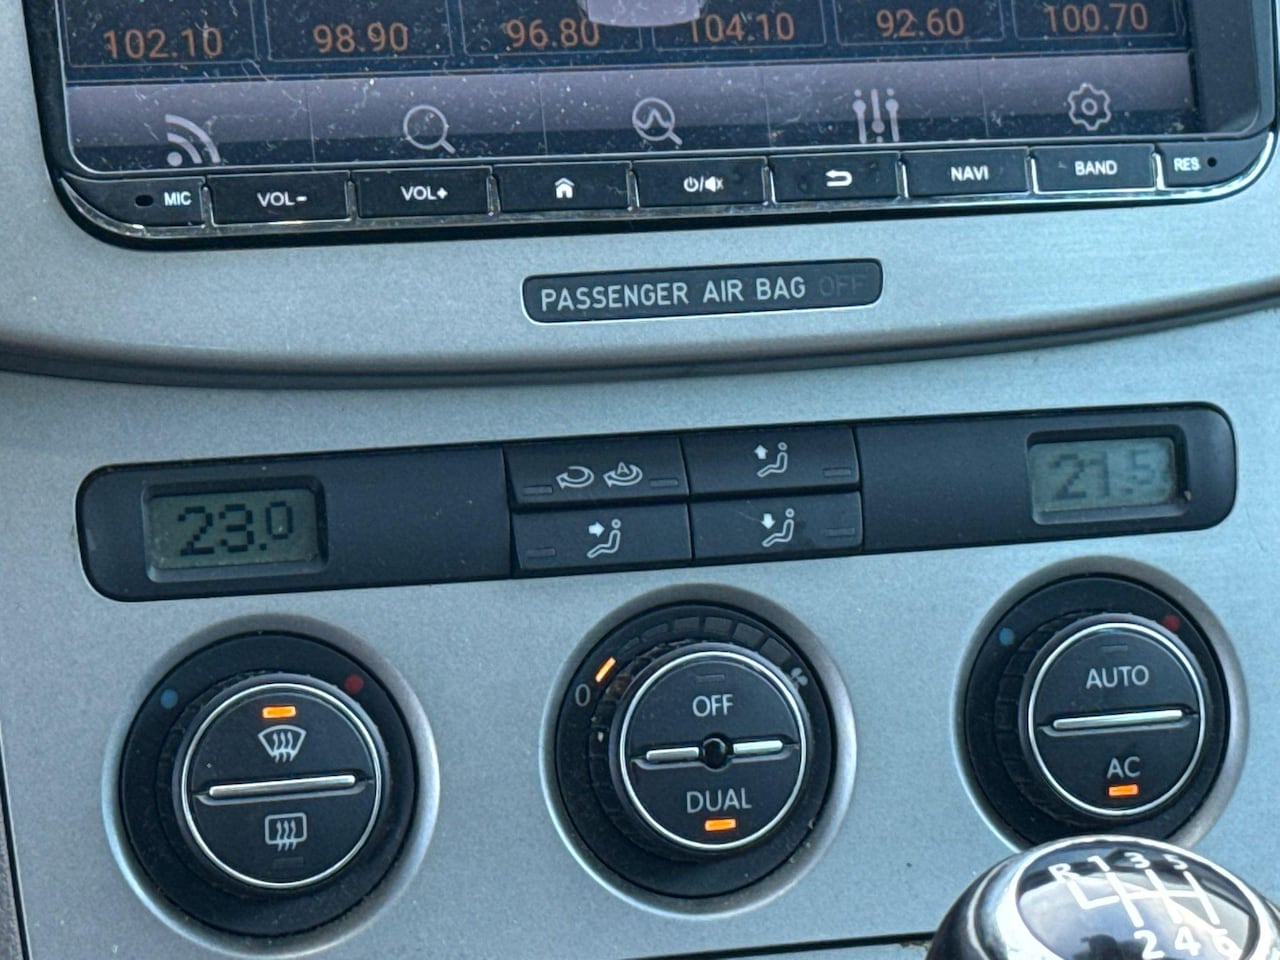 102.10 98.90 96.80 104.10 92.60 100.70
MIC VOL- VOL+ NAVI BAND RES
PASSENGER AIR BAG OFF
23.0 A 21.5
0 OFF AUTO
DUAL AC
R 1 3 5
2 4 6